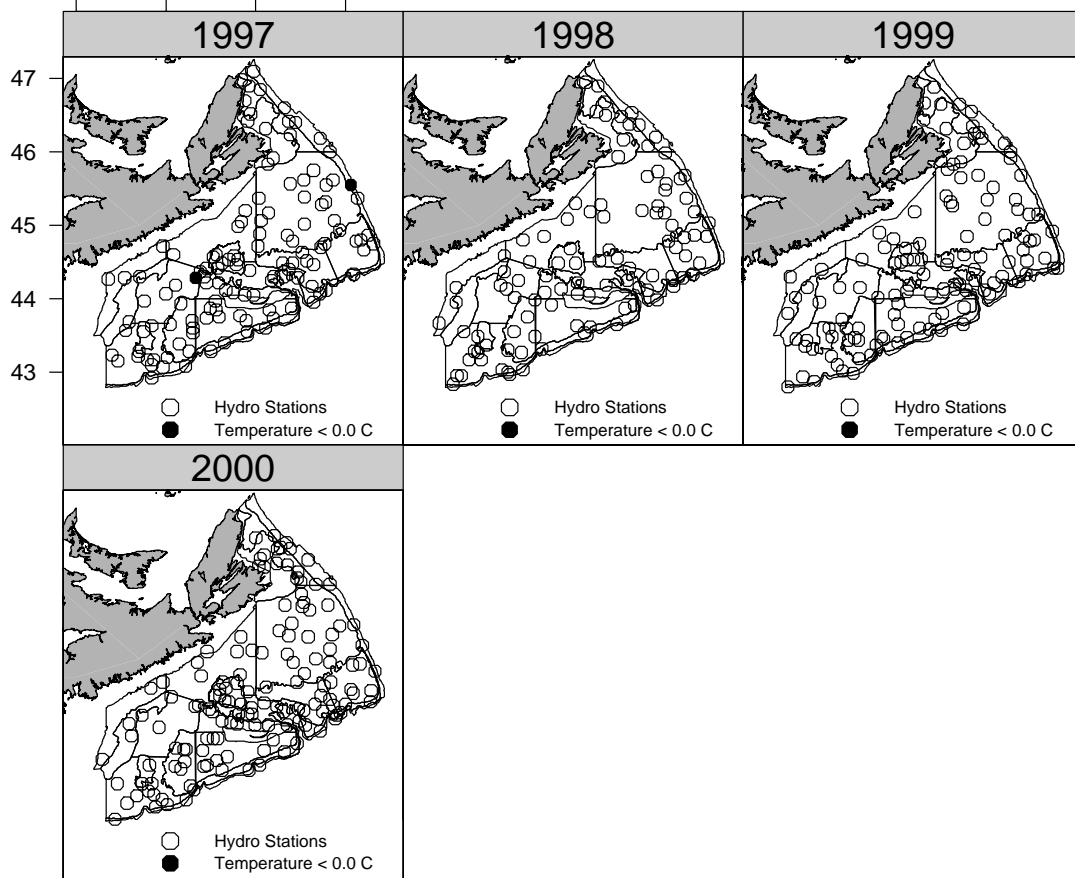 1997 1998 1999
47
46
45
44
43
Hydro Stations Hydro Stations Hydro Stations
Temperature < 0.0 C Temperature < 0.0 C Temperature < 0.0 C
2000
Hydro Stations
Temperature < 0.0 C